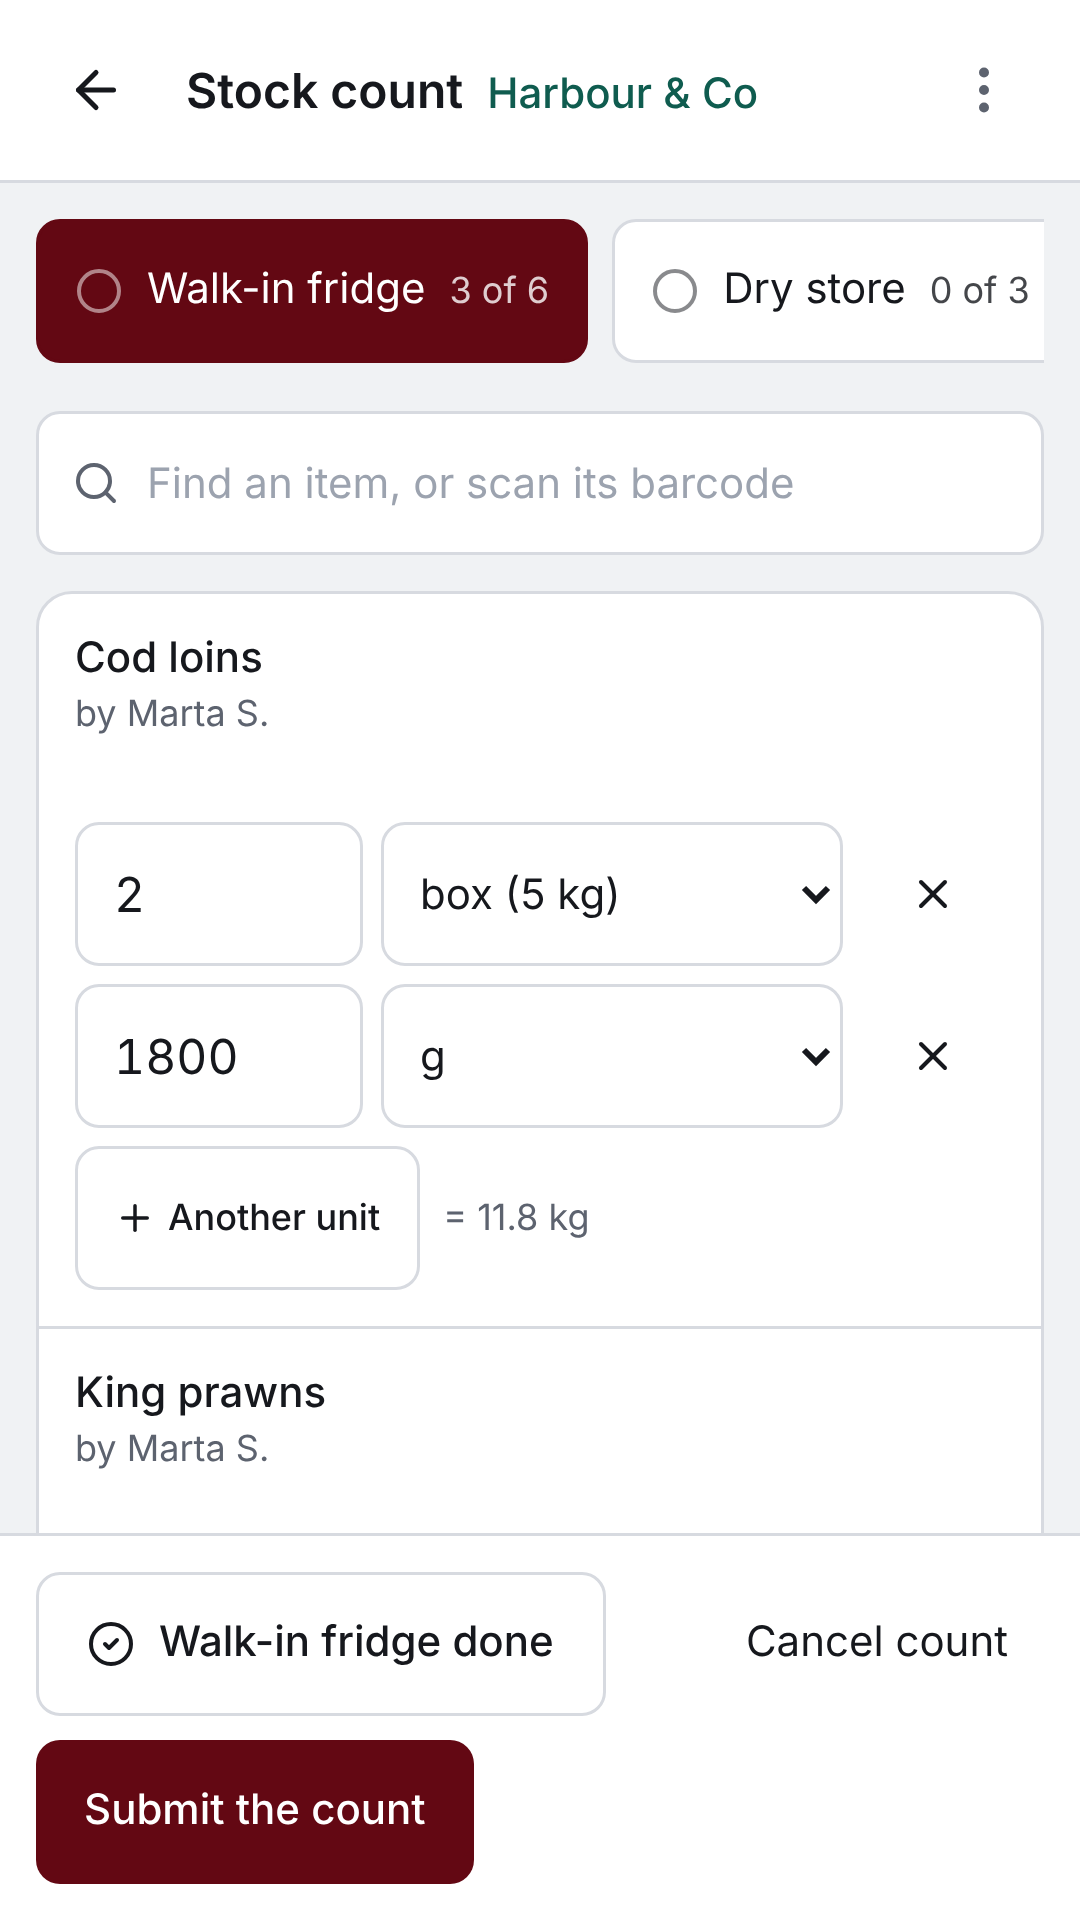 Stock count Harbour & Co
Walk-in fridge 3 of 6
Dry store 0 of 3
Find an item, or scan its barcode
Cod loins
by Marta S.
2 box (5 kg)
1800 g
Another unit = 11.8 kg
King prawns
by Marta S.
Walk-in fridge done
Cancel count
Submit the count